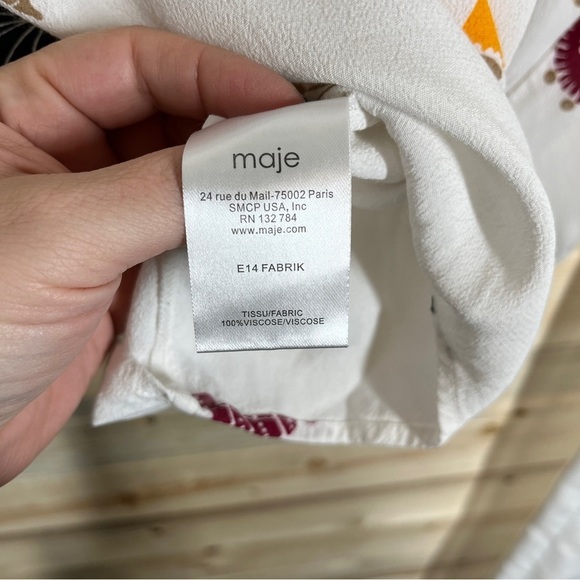 maje
24 rue du Mail-75002 Paris
SMCP USA, Inc
RN 132 784
www.maje.com
E14 FABRIK
TISSU/FABRIC
100%VISCOSE/VISCOSE